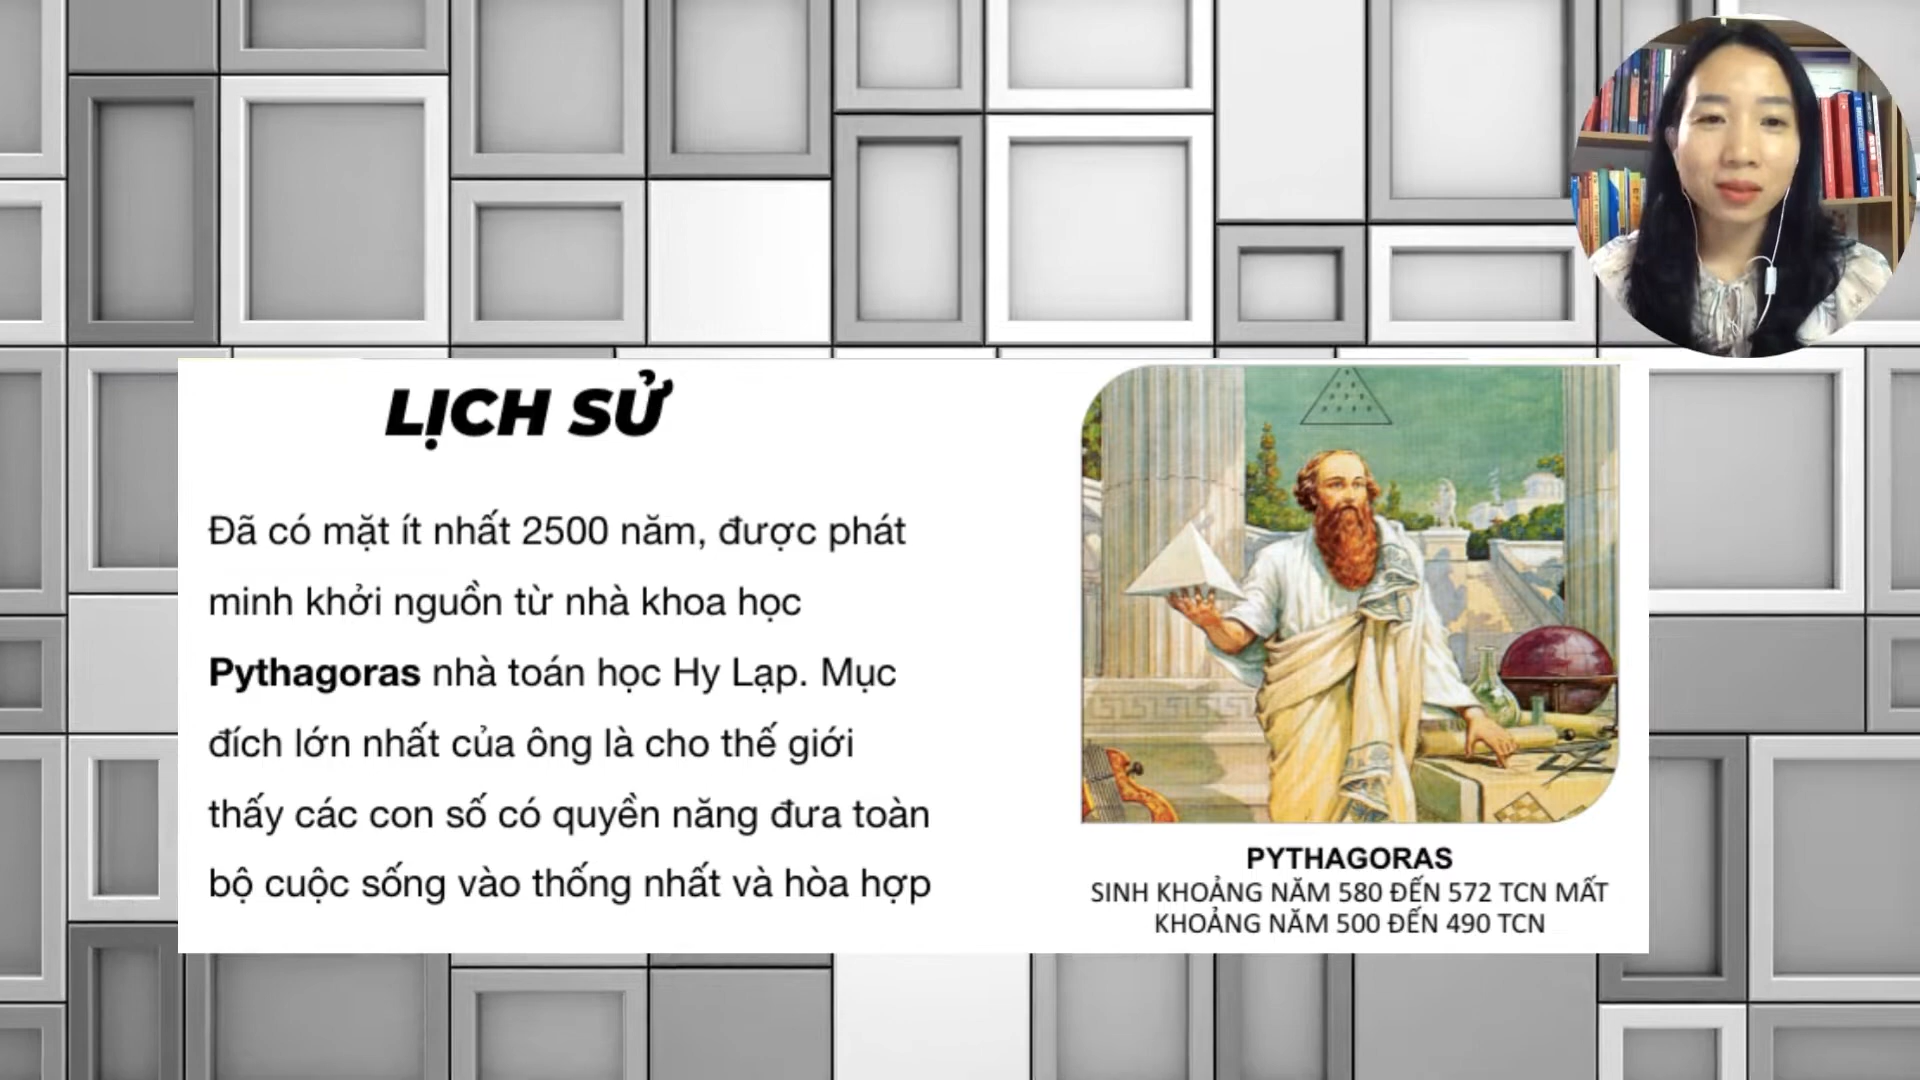 LỊCH SỬ
Đã có mặt ít nhất 2500 năm, được phát
minh khởi nguồn từ nhà khoa học
Pythagoras nhà toán học Hy Lạp. Mục
đích lớn nhất của ông là cho thế giới
thấy các con số có quyền năng đưa toàn
bộ cuộc sống vào thống nhất và hòa hợp
PYTHAGORAS
SINH KHOẢNG NĂM 580 ĐẾN 572 TCN MẤT
KHOẢNG NĂM 500 ĐẾN 490 TCN